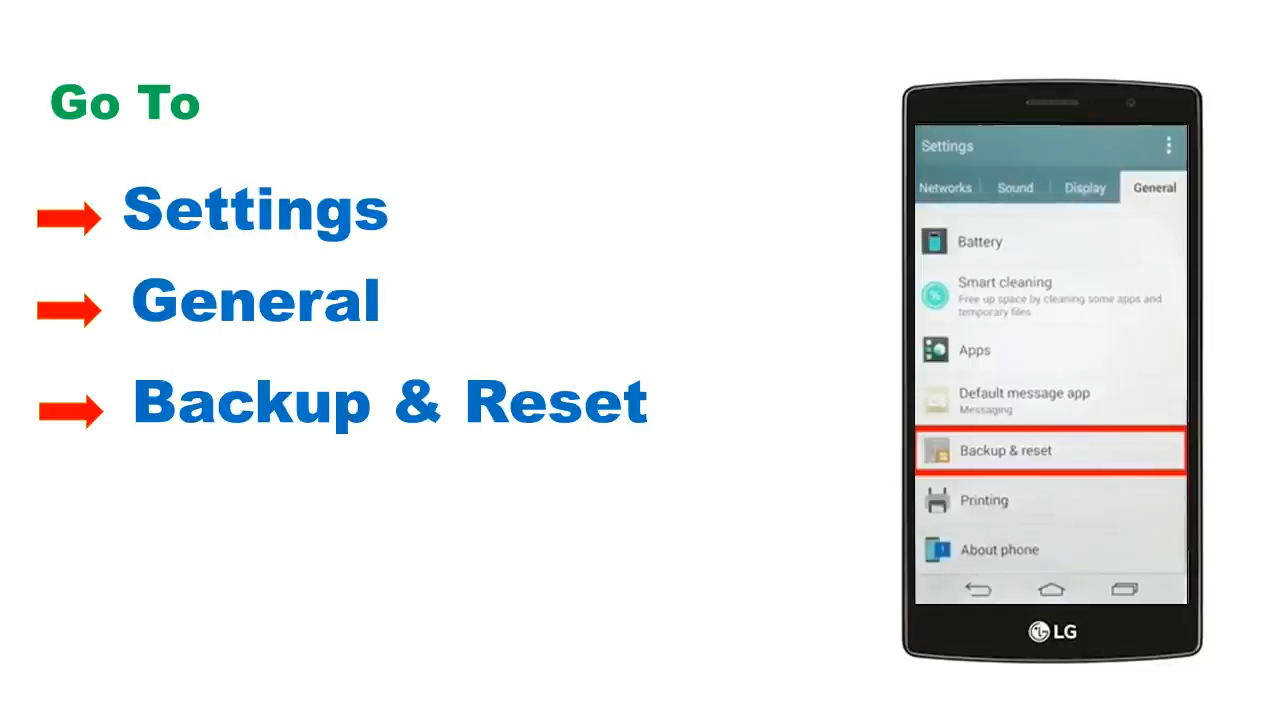 Go To
Settings
General
Backup & Reset
Settings
Networks Sound Display General
Battery
Smart cleaning
Free up space by cleaning some apps and
temporary files
Apps
Default message app
Messaging
Backup & reset
Printing
About phone
LG